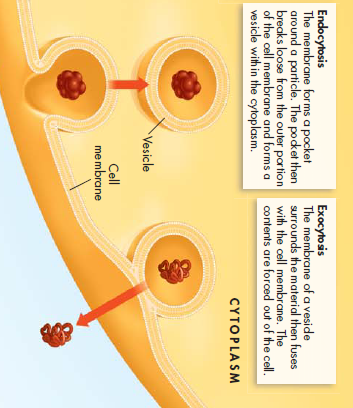 Endocytosis
The membrane forms a pocket
around a particle. The pocket then
breaks loose from the outer portion
of the cell membrane and forms a
vesicle within the cytoplasm.
Exocytosis
The membrane of a vesicle
surrounds the material then fuses
with the cell membrane. The
contents are forced out of the cell.
CYTOPLASM
Vesicle
Cell
membrane